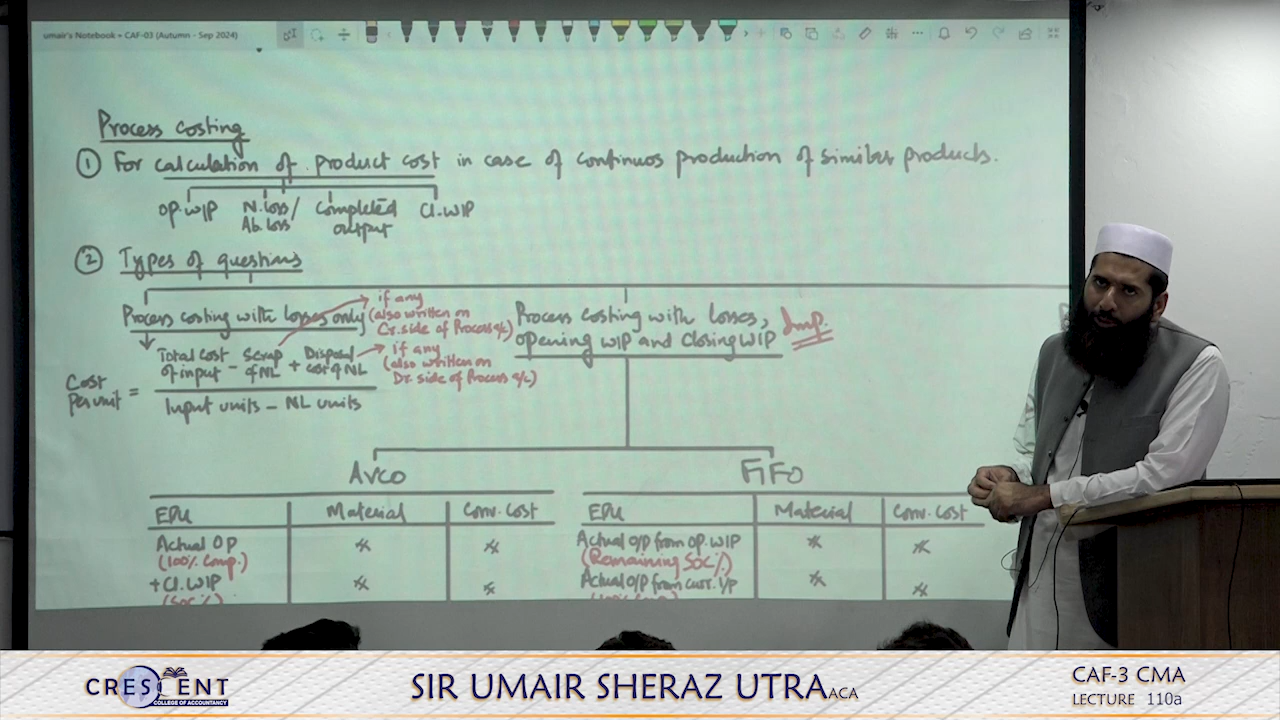 umair's Notebook » CAF-03 (Autumn - Sep 2024)
Process Costing
① For calculation of product cost in case of continuos production of similar products.
Op.WIP N.loss/ Completed Cl.WIP
Ab.loss output
② Types of questions
Process costing with losses only
if any
(also written on
Cr. side of Process a/c)
Total cost of input - Scrap of NL + Disposal cost of NL
if any
(also written on
Dr. side of Process a/c)
Cost Per unit =
Input units - NL units
Process costing with losses,
opening WIP and Closing WIP
Imp.
AVCO
FIFO
EPU Material Conv. Cost
Actual OP
(100% Comp.)
+ Cl. WIP
(SOC %)
EPU Material Conv. Cost
Actual o/p from op. WIP
(Remaining SOC %)
Actual o/p from curr. i/p
CRESCENT
COLLEGE OF ACCOUNTANCY
SIR UMAIR SHERAZ UTRA ACA
CAF-3 CMA
LECTURE 110a